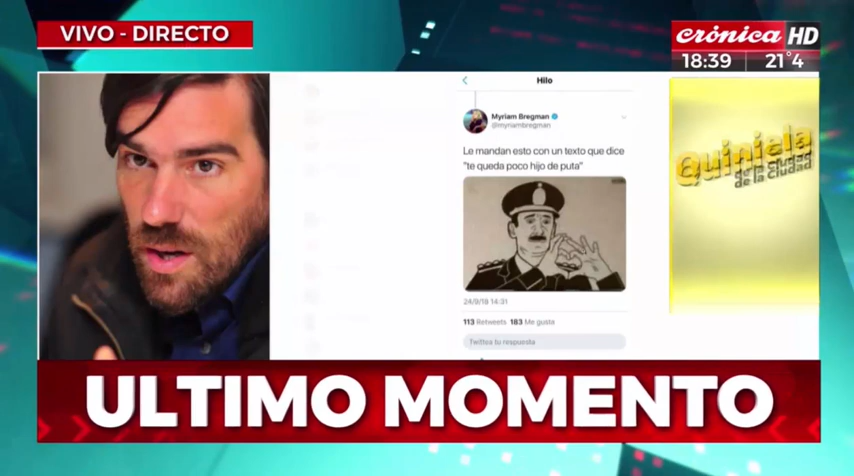 VIVO - DIRECTO
crónica HD
18:39 21°4
Hilo
Myriam Bregman
@myriambregman
Le mandan esto con un texto que dice
"te queda poco hijo de puta"
24/9/18 14:31
113 Retweets 183 Me gusta
Twittea tu respuesta
Quiniela
de la Ciudad
ULTIMO MOMENTO